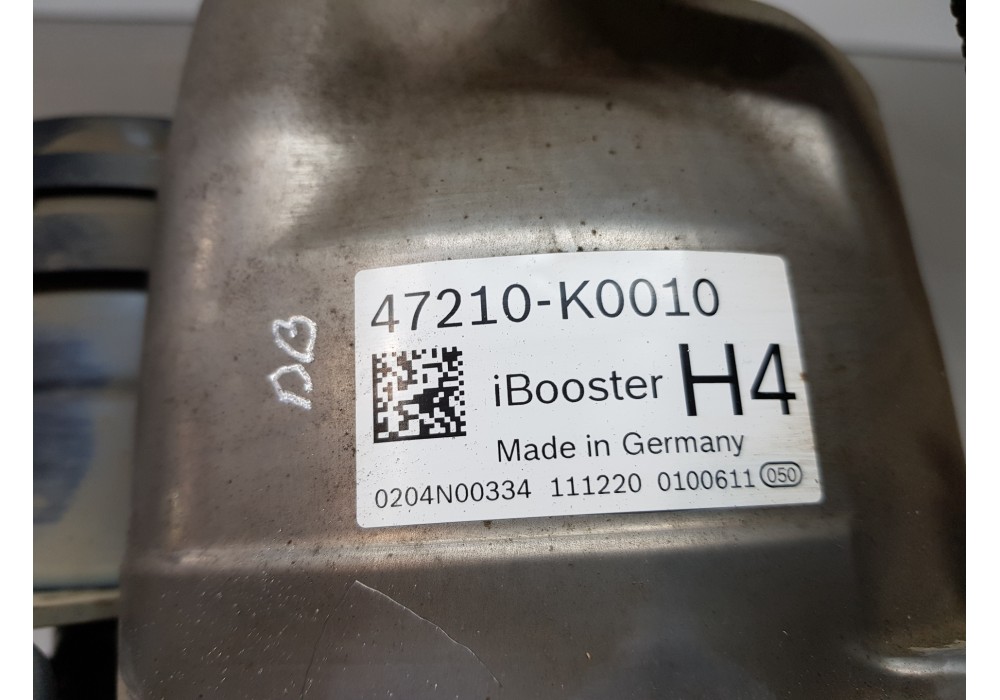 47210-K0010
iBooster H4
Made in Germany
0204N00334 111220 0100611 050